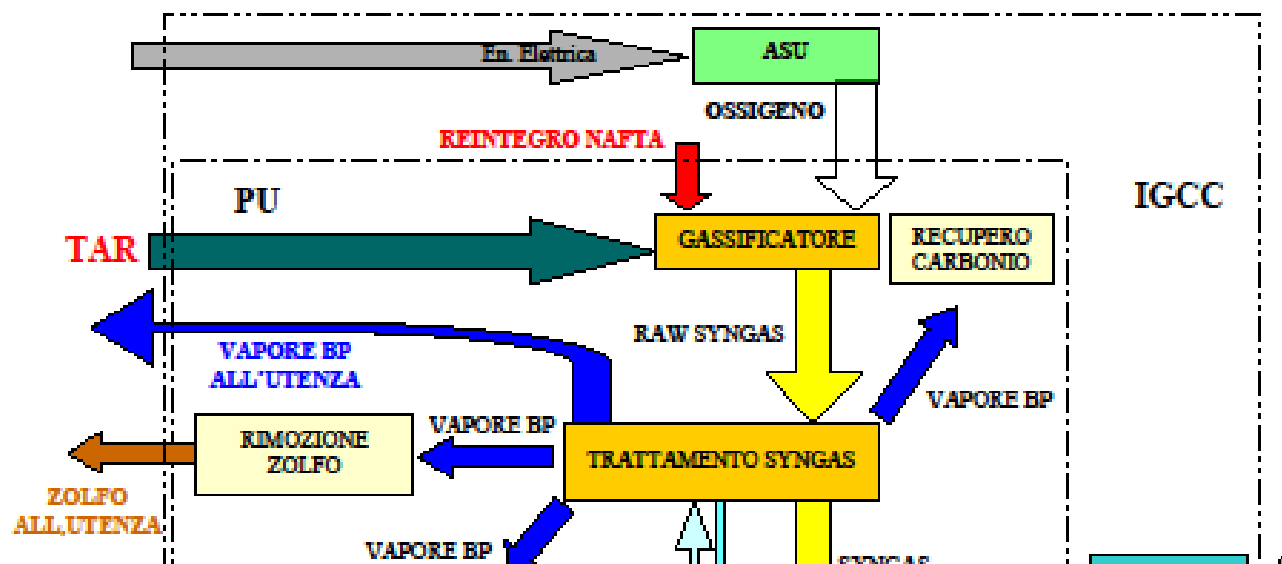 En. Elettrica
ASU
OSSIGENO
REINTEGRO NAFTA
PU
IGCC
TAR
GASSIFICATORE
RECUPERO
CARBONIO
RAW SYNGAS
VAPORE BP
ALL'UTENZA
VAPORE BP
VAPORE BP
RIMOZIONE
ZOLFO
TRATTAMENTO SYNGAS
ZOLFO
ALL,UTENZA
VAPORE BP
SYNGAS